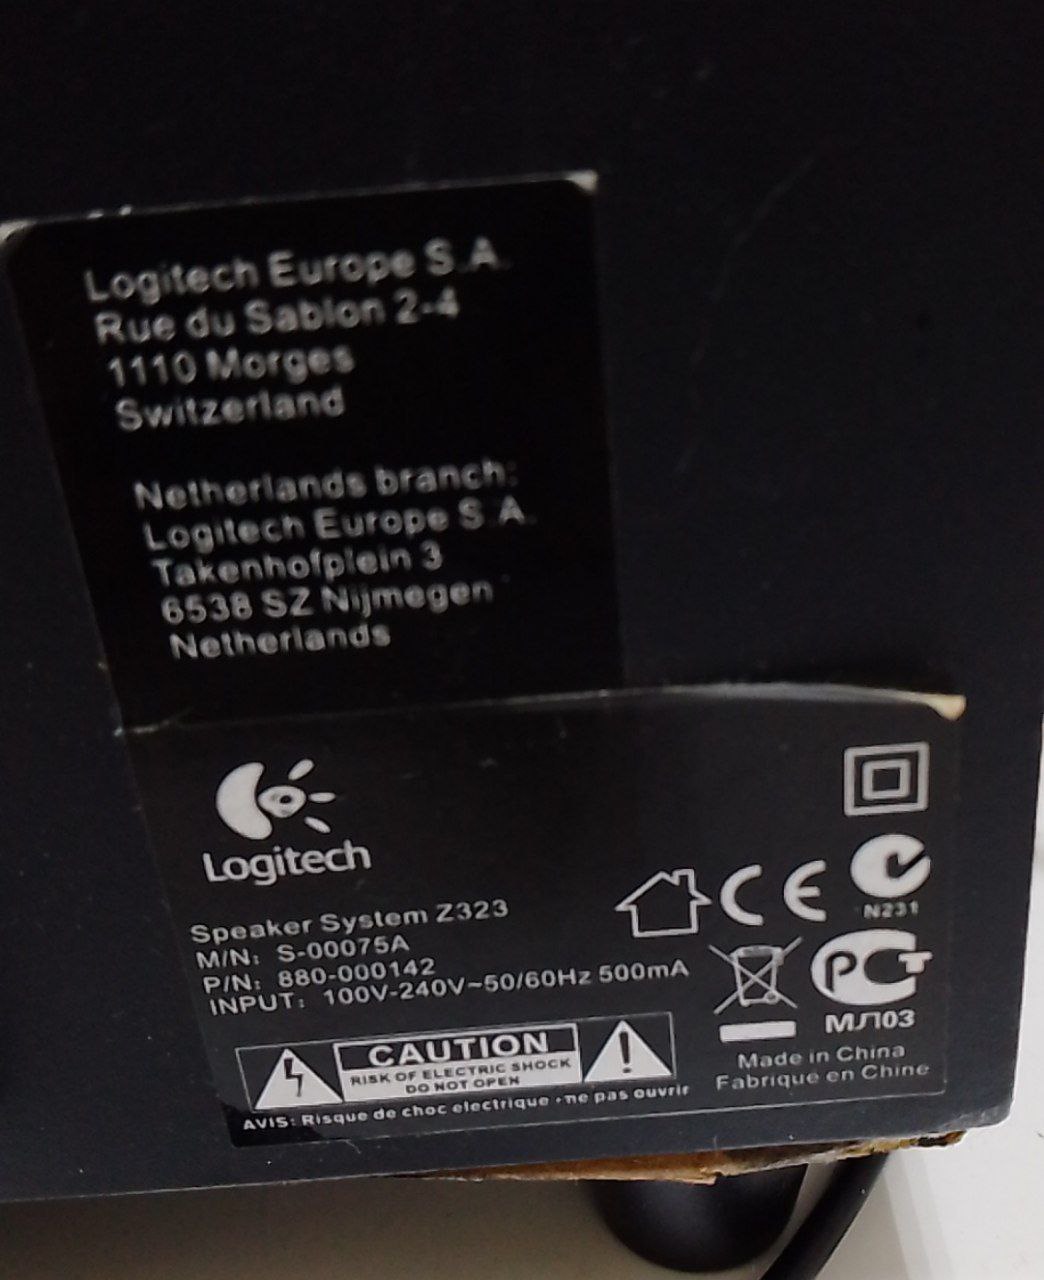 Logitech Europe S.A.
Rue du Sablon 2-4
1110 Morges
Switzerland
Netherlands branch:
Logitech Europe S.A.
Takenhofplein 3
6538 SZ Nijmegen
Netherlands
Logitech
Speaker System Z323
M/N: S-00075A
P/N: 880-000142
INPUT: 100V-240V~50/60Hz 500mA
CE
N231
РСТ
МЛ03
CAUTION
RISK OF ELECTRIC SHOCK
DO NOT OPEN
AVIS: Risque de choc electrique -ne pas ouvrir
Made in China
Fabrique en Chine